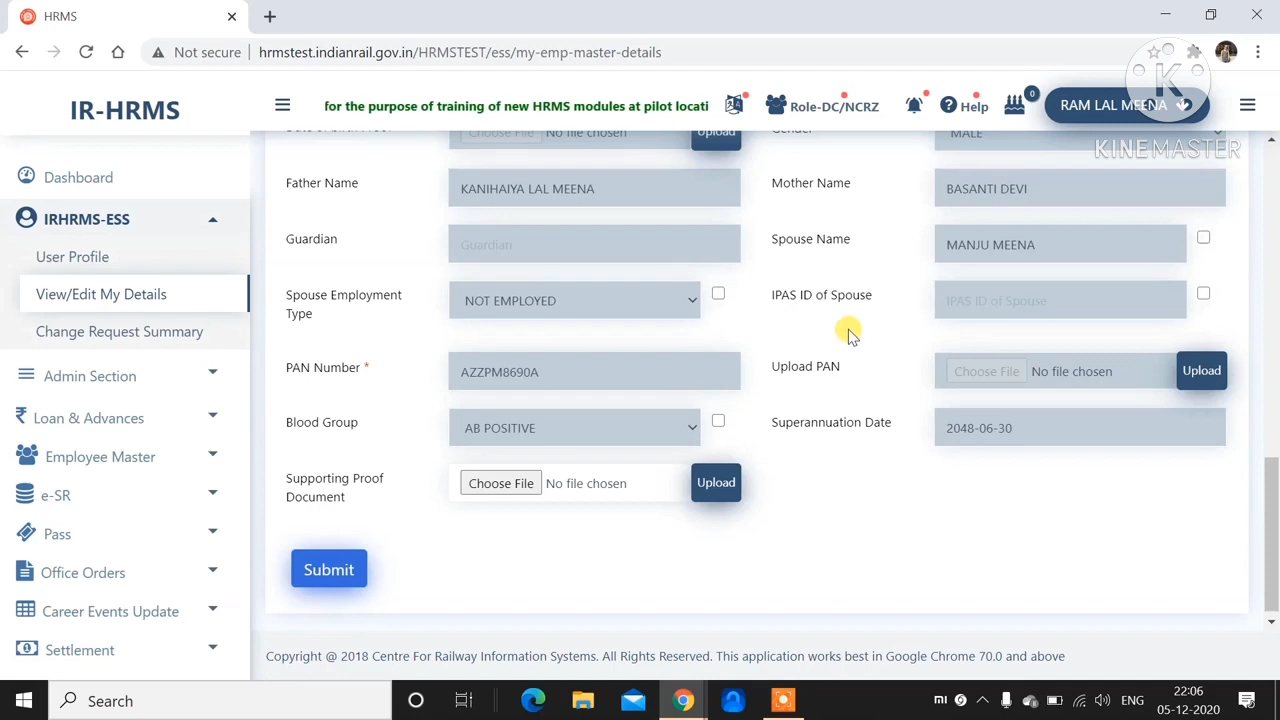 HRMS
Not secure
hrmstest.indianrail.gov.in/HRMSTEST/ess/my-emp-master-details
IR-HRMS
for the purpose of training of new HRMS modules at pilot locati
Role-DC/NCRZ
Help
0
RAM LAL MEENA
K
KINEMASTER
Dashboard
IRHRMS-ESS
User Profile
View/Edit My Details
Change Request Summary
Admin Section
Loan & Advances
Employee Master
e-SR
Pass
Office Orders
Career Events Update
Settlement
Choose File No file chosen
Upload
Gender
MALE
Father Name
KANIHAIYA LAL MEENA
Mother Name
BASANTI DEVI
Guardian
Guardian
Spouse Name
MANJU MEENA
Spouse Employment
Type
NOT EMPLOYED
IPAS ID of Spouse
IPAS ID of Spouse
PAN Number *
AZZPM8690A
Upload PAN
Choose File No file chosen
Upload
Blood Group
AB POSITIVE
Superannuation Date
2048-06-30
Supporting Proof
Document
Choose File No file chosen
Upload
Submit
Copyright @ 2018 Centre For Railway Information Systems. All Rights Reserved. This application works best in Google Chrome 70.0 and above
Search
mi
ENG
22:06
05-12-2020